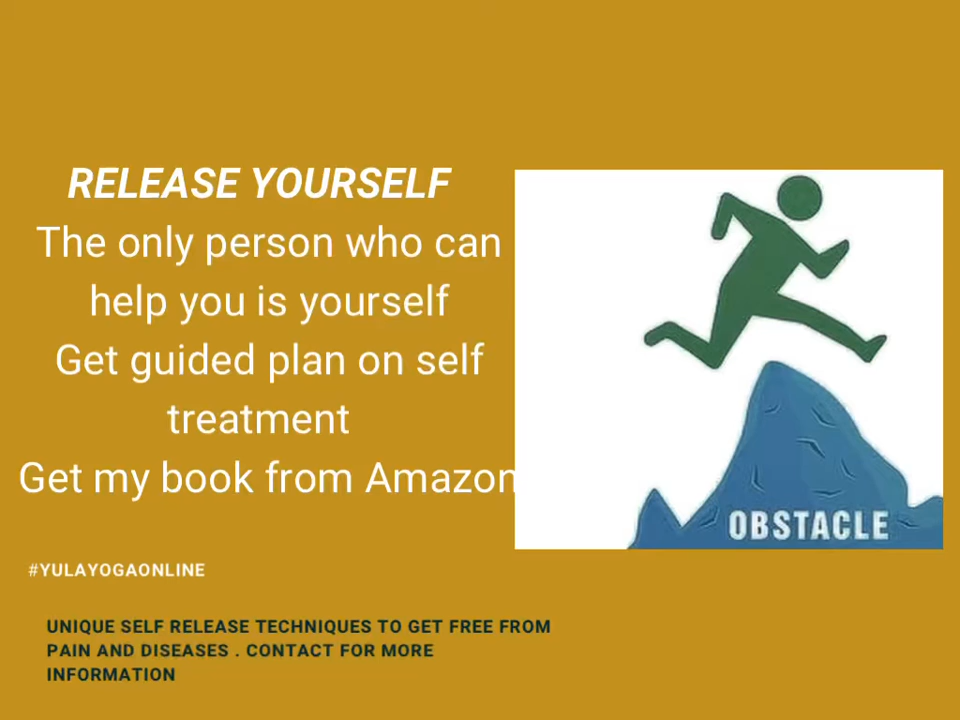 RELEASE YOURSELF
The only person who can
help you is yourself
Get guided plan on self
treatment
Get my book from Amazon
OBSTACLE
#YULAYOGAONLINE
UNIQUE SELF RELEASE TECHNIQUES TO GET FREE FROM
PAIN AND DISEASES . CONTACT FOR MORE
INFORMATION